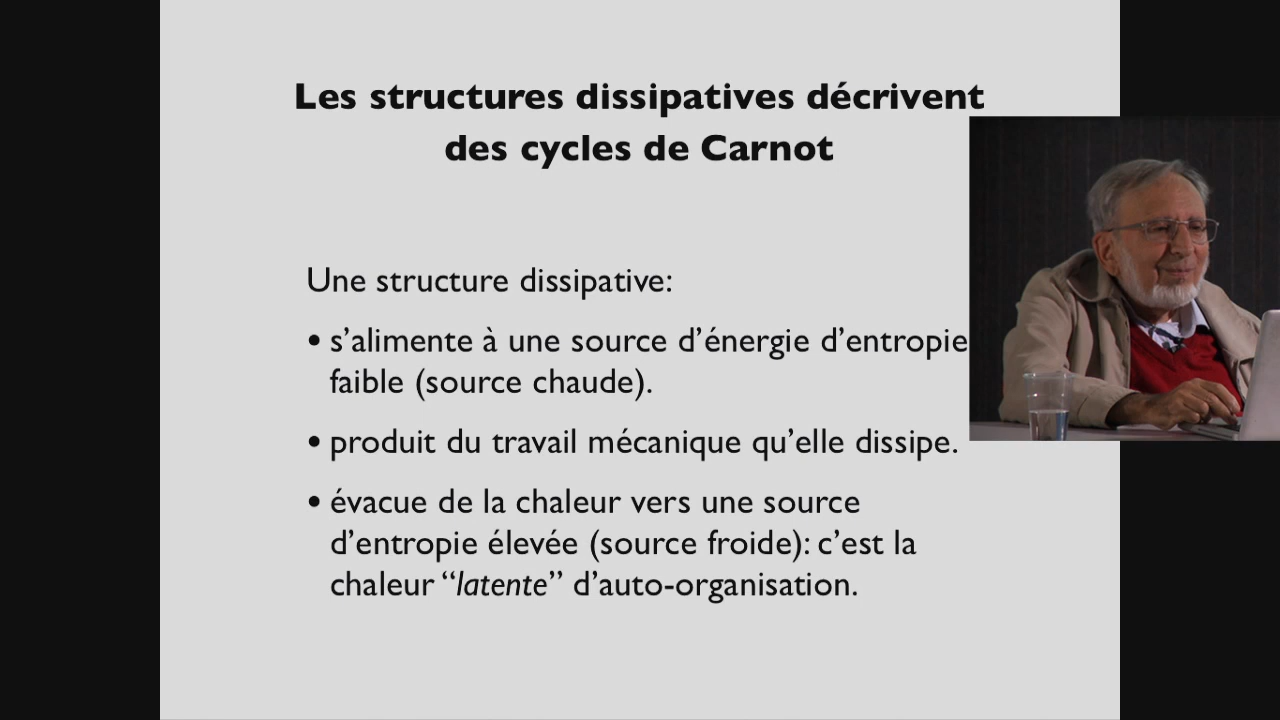 Les structures dissipatives décrivent
des cycles de Carnot
Une structure dissipative:
• s’alimente à une source d’énergie d’entropie
faible (source chaude).
• produit du travail mécanique qu’elle dissipe.
• évacue de la chaleur vers une source
d’entropie élevée (source froide): c’est la
chaleur “latente” d’auto-organisation.